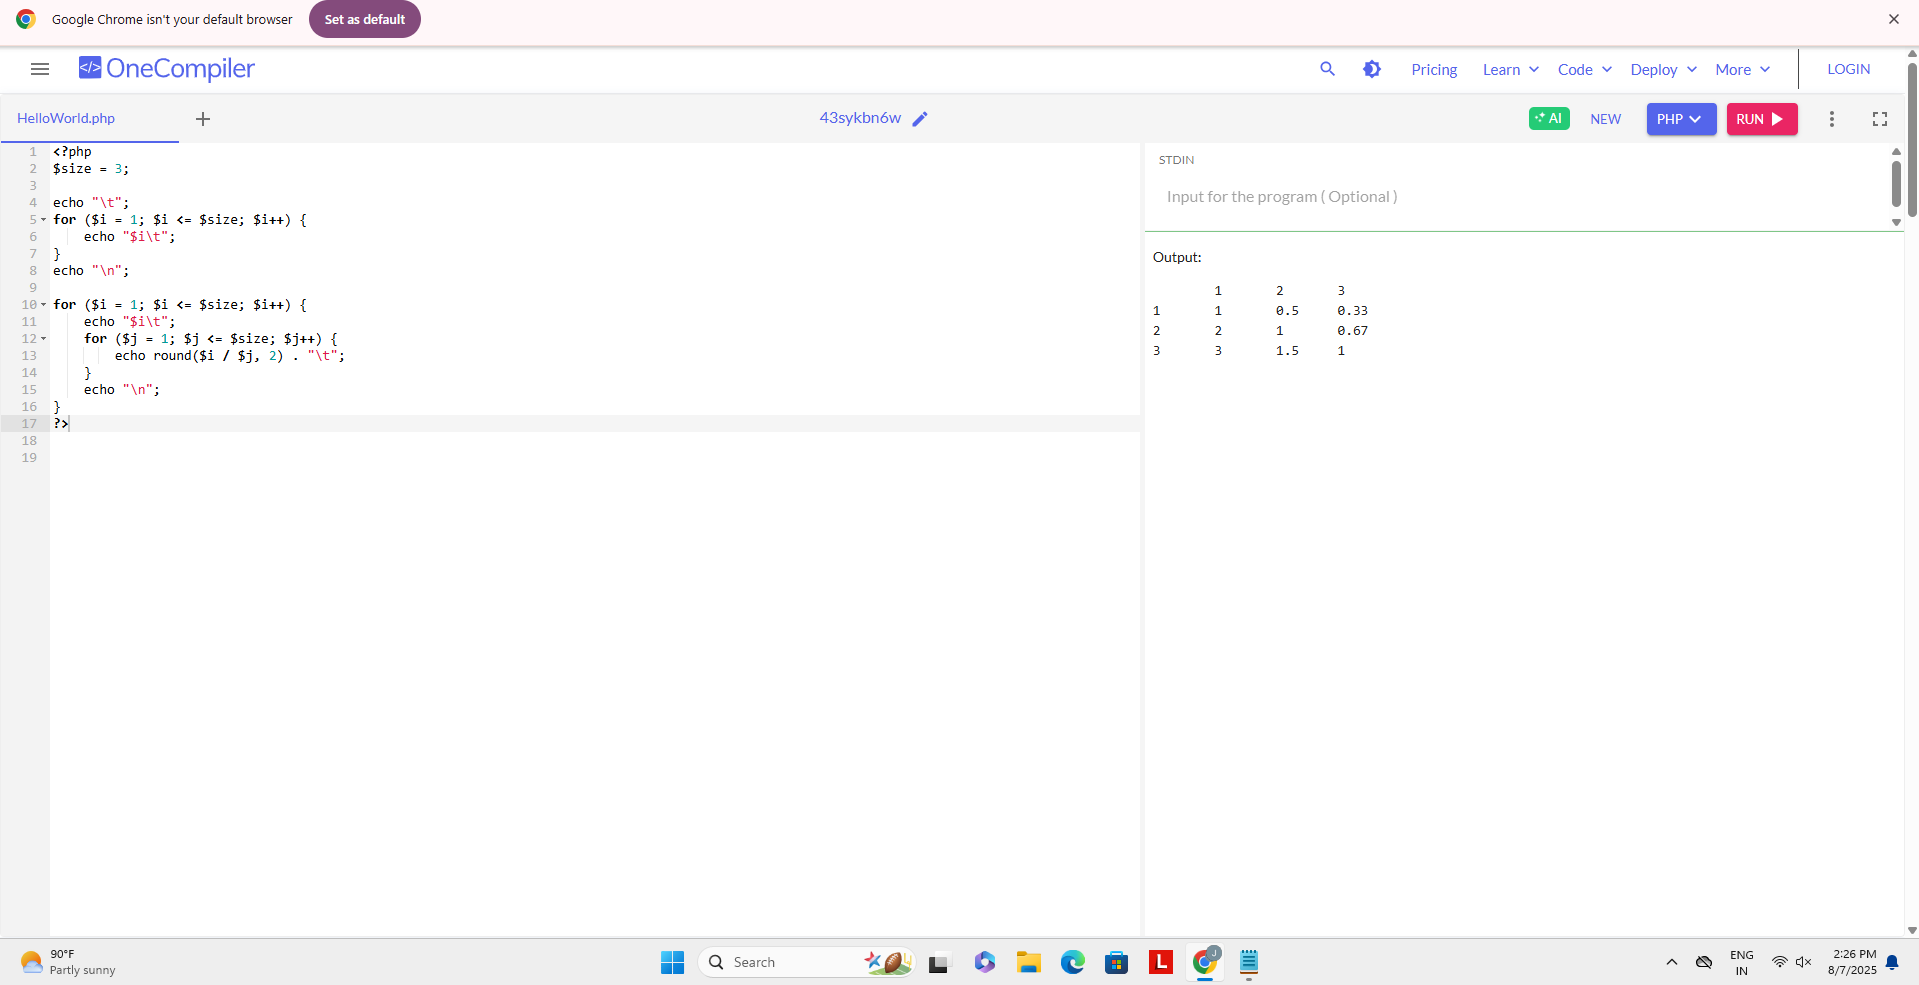 Google Chrome isn't your default browser Set as default
</> OneCompiler Pricing Learn Code Deploy More LOGIN
HelloWorld.php + 43sykbn6w AI NEW PHP RUN
1 <?php
2 $size = 3;
3
4 echo "\t";
5 for ($i = 1; $i <= $size; $i++) {
6 echo "$i\t";
7 }
8 echo "\n";
9
10 for ($i = 1; $i <= $size; $i++) {
11 echo "$i\t";
12 for ($j = 1; $j <= $size; $j++) {
13 echo round($i / $j, 2) . "\t";
14 }
15 echo "\n";
16 }
17 ?>
18
19
STDIN
Input for the program ( Optional )
Output:
1 2 3
1 1 0.5 0.33
2 2 1 0.67
3 3 1.5 1
90°F
Partly sunny
Search
L
J
ENG
IN
2:26 PM
8/7/2025